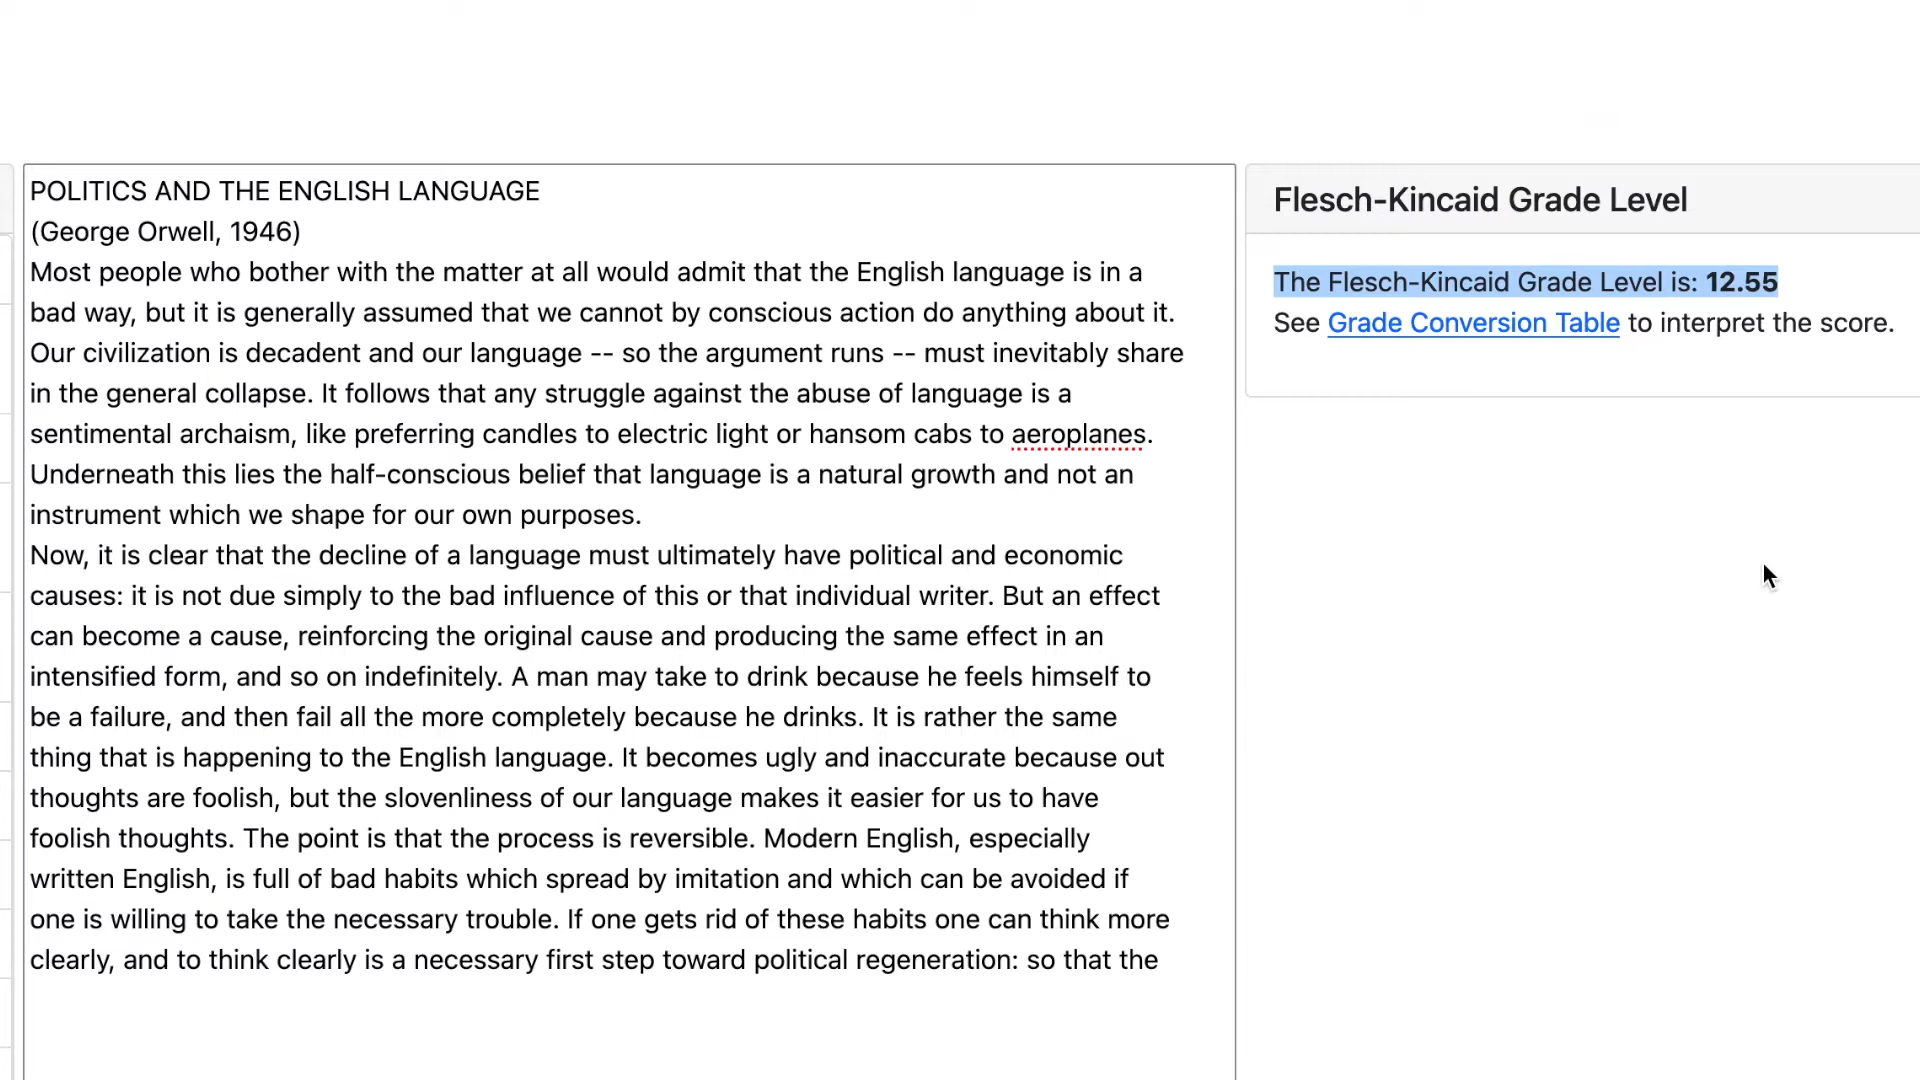 POLITICS AND THE ENGLISH LANGUAGE
(George Orwell, 1946)
Most people who bother with the matter at all would admit that the English language is in a
bad way, but it is generally assumed that we cannot by conscious action do anything about it.
Our civilization is decadent and our language -- so the argument runs -- must inevitably share
in the general collapse. It follows that any struggle against the abuse of language is a
sentimental archaism, like preferring candles to electric light or hansom cabs to aeroplanes.
Underneath this lies the half-conscious belief that language is a natural growth and not an
instrument which we shape for our own purposes.
Now, it is clear that the decline of a language must ultimately have political and economic
causes: it is not due simply to the bad influence of this or that individual writer. But an effect
can become a cause, reinforcing the original cause and producing the same effect in an
intensified form, and so on indefinitely. A man may take to drink because he feels himself to
be a failure, and then fail all the more completely because he drinks. It is rather the same
thing that is happening to the English language. It becomes ugly and inaccurate because out
thoughts are foolish, but the slovenliness of our language makes it easier for us to have
foolish thoughts. The point is that the process is reversible. Modern English, especially
written English, is full of bad habits which spread by imitation and which can be avoided if
one is willing to take the necessary trouble. If one gets rid of these habits one can think more
clearly, and to think clearly is a necessary first step toward political regeneration: so that the
Flesch-Kincaid Grade Level
The Flesch-Kincaid Grade Level is: 12.55
See Grade Conversion Table to interpret the score.